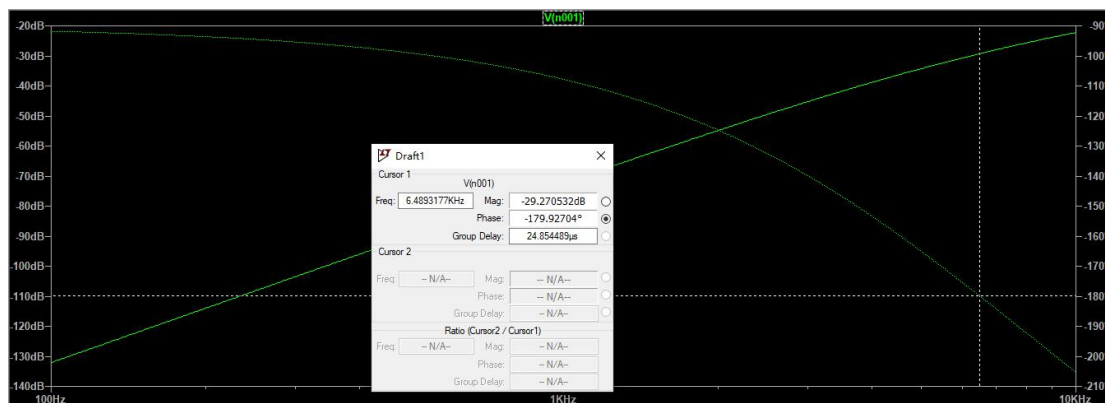 V(n001)
-20dB
-30dB
-40dB
-50dB
-60dB
-70dB
-80dB
-90dB
-100dB
-110dB
-120dB
-130dB
-140dB
100Hz
1KHz
10KHz
-90°
-100°
-110°
-120°
-130°
-140°
-150°
-160°
-170°
-180°
-190°
-200°
-210°
Draft1
Cursor 1
V(n001)
Freq: 6.4893177KHz Mag: -29.270532dB
Phase: -179.92704°
Group Delay: 24.854489µs
Cursor 2
Freq: -- N/A-- Mag: -- N/A--
Phase: -- N/A--
Group Delay: -- N/A--
Ratio (Cursor2 / Cursor1)
Freq: -- N/A-- Mag: -- N/A--
Phase: -- N/A--
Group Delay: -- N/A--